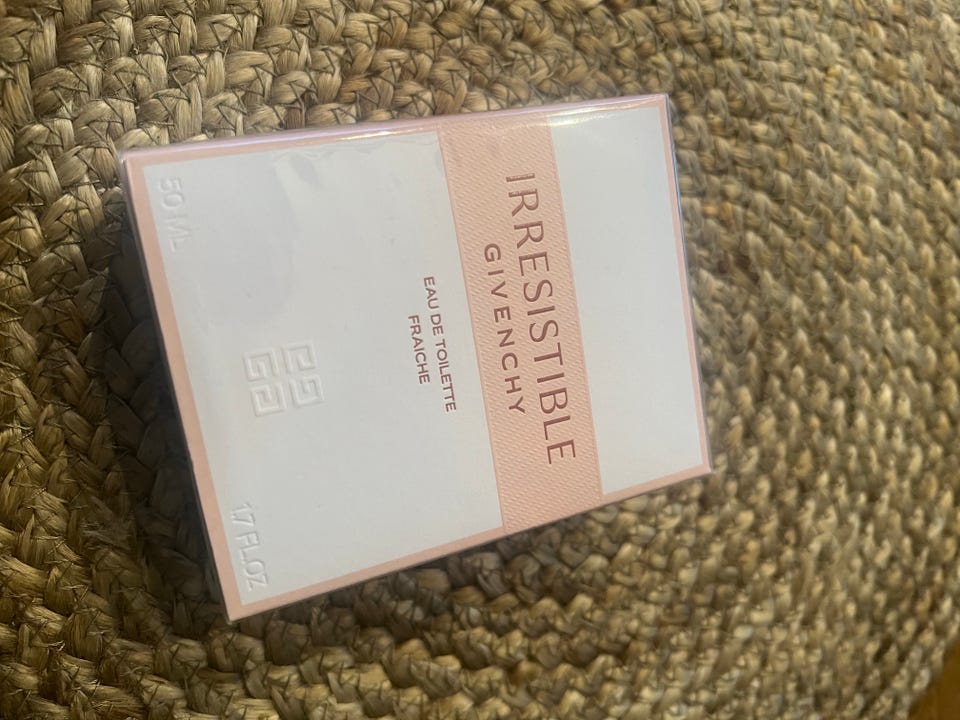 IRRESISTIBLE
GIVENCHY
EAU DE TOILETTE
FRAICHE
50 ML
1.7 FL.OZ